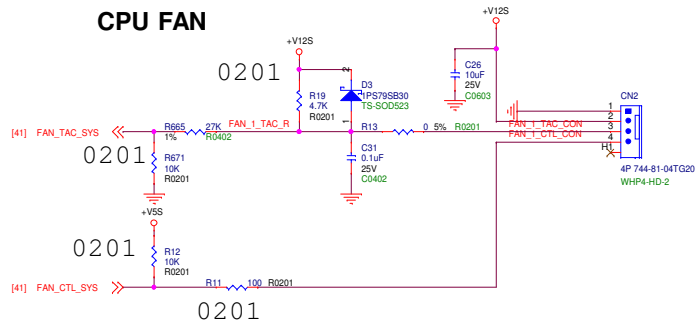 CPU FAN
+V12S
+V12S
0201
R19
4.7K
R0201
2
D3
1PS79SB30
TS-SOD523
1
C26
10uF
25V
C0603
CN2
1
2
3
4
H1
4P 744-81-04TG20
WHP4-HD-2
[41] FAN_TAC_SYS
R665 27K
1% R0402
FAN_1_TAC_R
R13 0 5% R0201
FAN_1_TAC_CON
FAN_1_CTL_CON
0201
R671
10K
R0201
C31
0.1uF
25V
C0402
+V5S
0201
R12
10K
R0201
[41] FAN_CTL_SYS
R11 100 R0201
0201